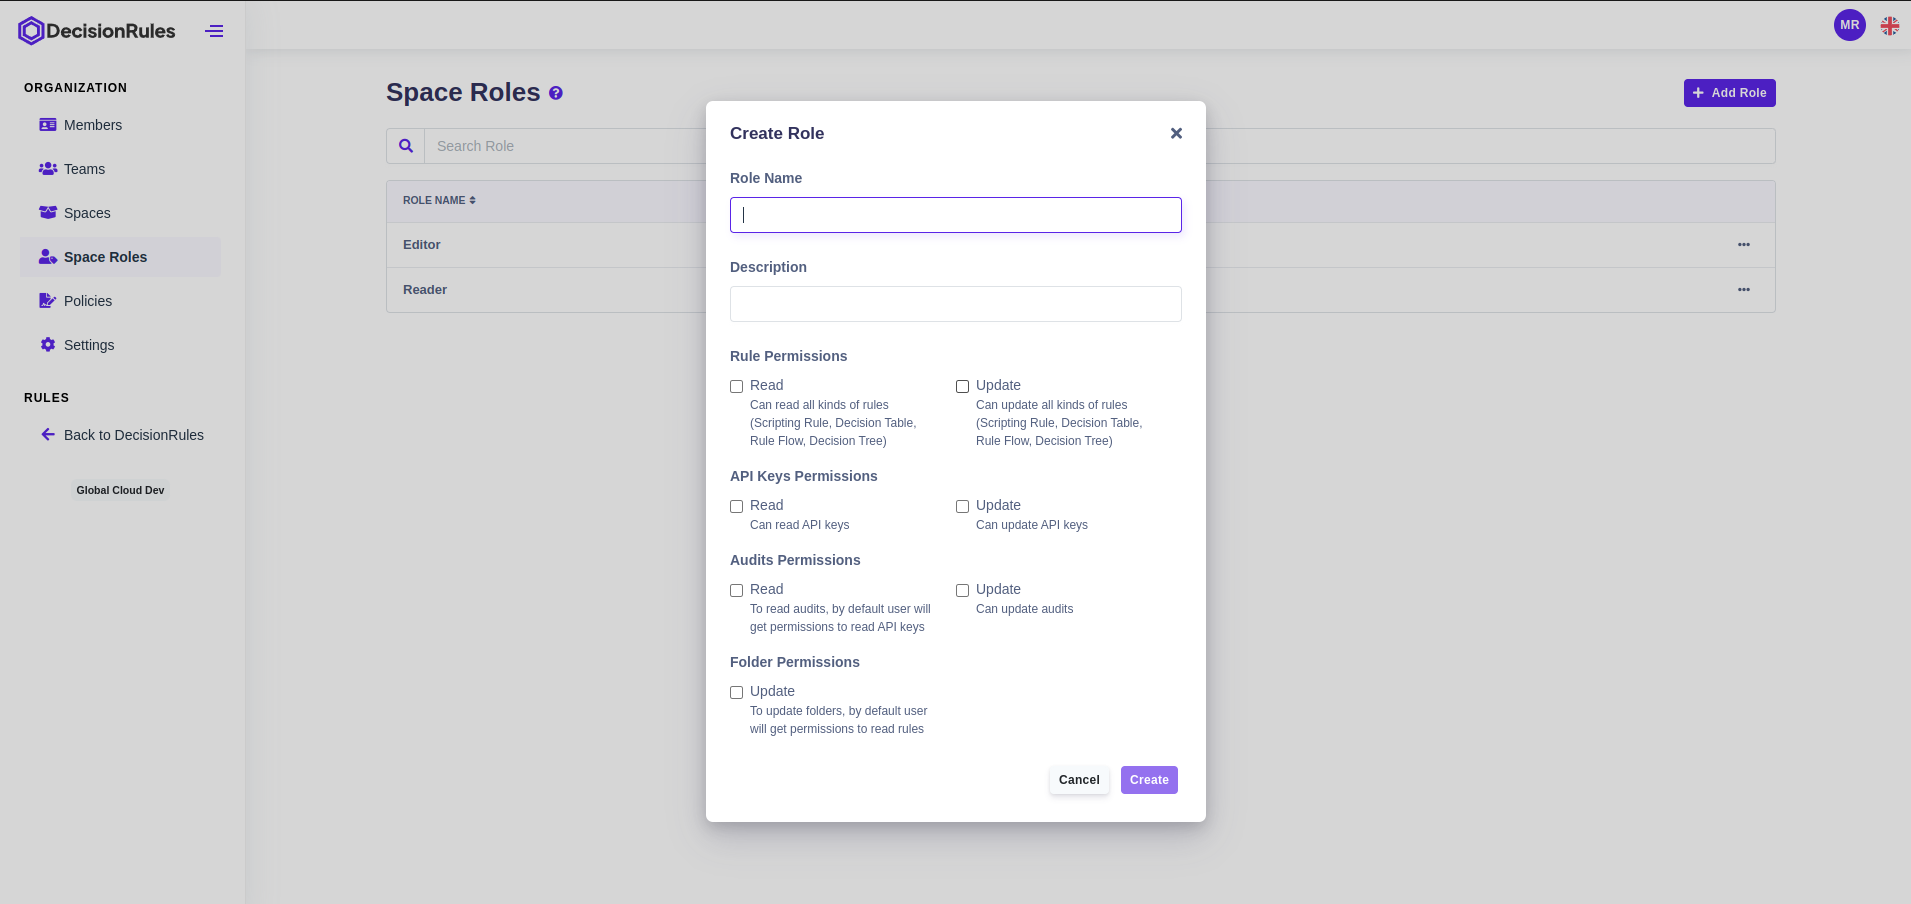 DecisionRules
MR
ORGANIZATION
Members
Teams
Spaces
Space Roles
Policies
Settings
RULES
Back to DecisionRules
Global Cloud Dev
Space Roles ?
+ Add Role
Search Role
ROLE NAME
Editor
Reader
Create Role
Role Name
Description
Rule Permissions
Read
Can read all kinds of rules
(Scripting Rule, Decision Table,
Rule Flow, Decision Tree)
Update
Can update all kinds of rules
(Scripting Rule, Decision Table,
Rule Flow, Decision Tree)
API Keys Permissions
Read
Can read API keys
Update
Can update API keys
Audits Permissions
Read
To read audits, by default user will
get permissions to read API keys
Update
Can update audits
Folder Permissions
Update
To update folders, by default user
will get permissions to read rules
Cancel
Create